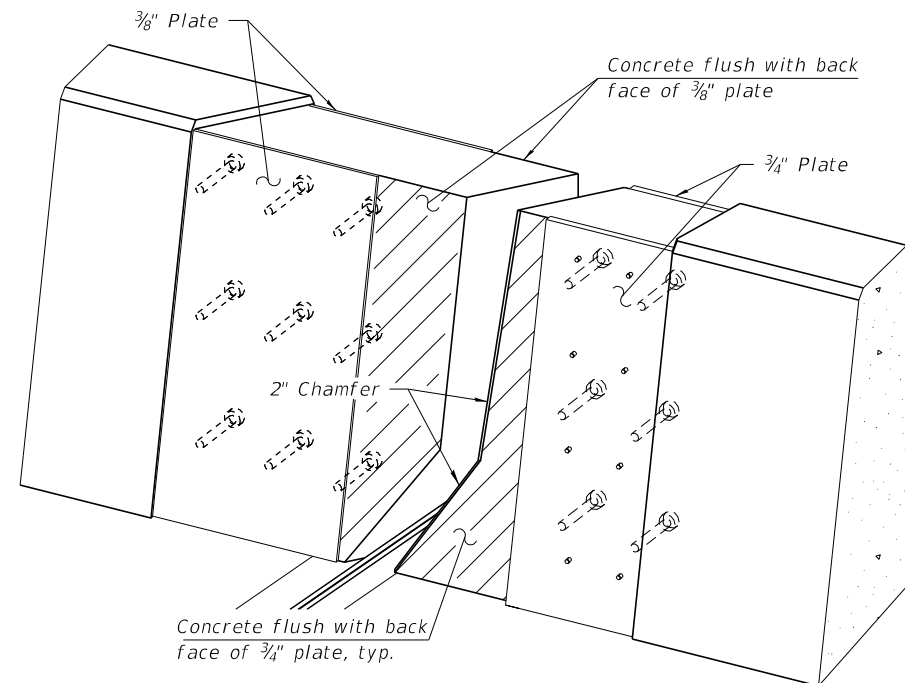 ⅜" Plate
Concrete flush with back
face of ⅜" plate
¾" Plate
2" Chamfer
Concrete flush with back
face of ¾" plate, typ.